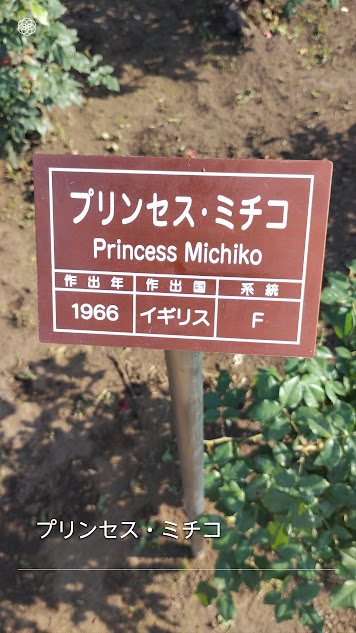 プリンセス・ミチコ
Princess Michiko
作出年 作出国 系統
1966 イギリス F
プリンセス・ミチコ